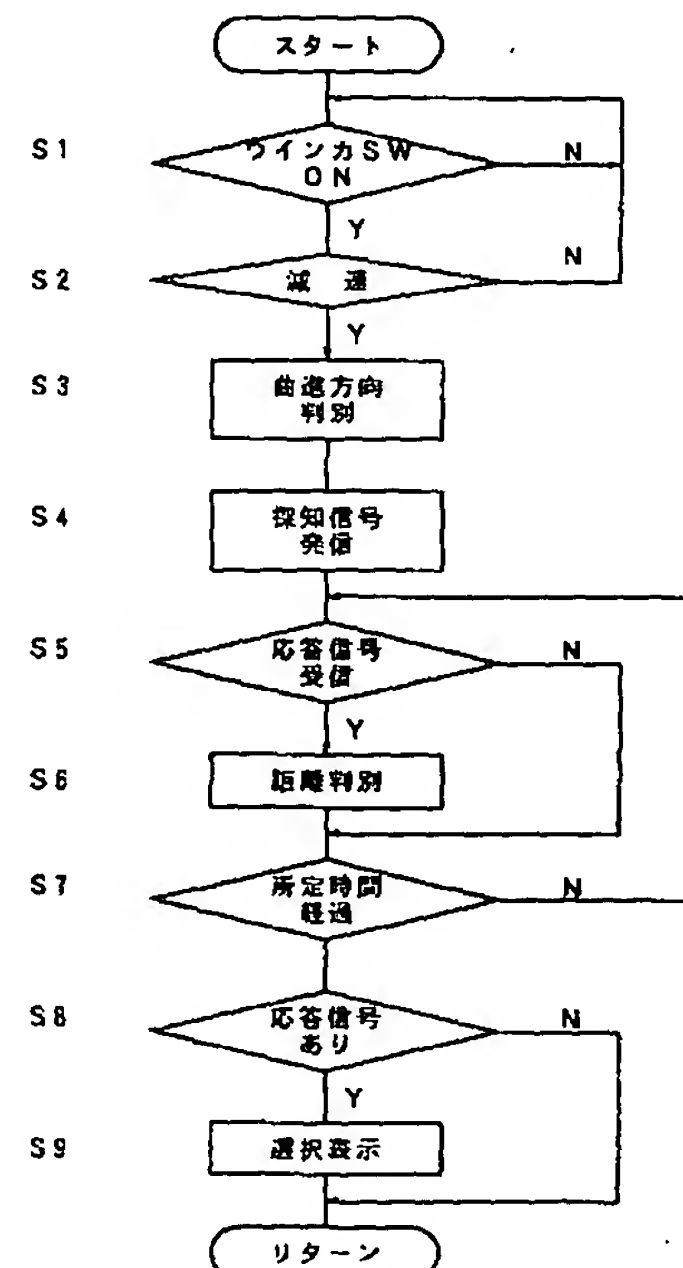 スタート
S1
ウインカSW
ON
N
Y
S2
減 速
N
Y
S3
曲進方向
判別
S4
探知信号
発信
S5
応答信号
受信
N
Y
S6
距離判別
S7
所定時間
経過
N
S8
応答信号
あり
N
Y
S9
選択表示
リターン